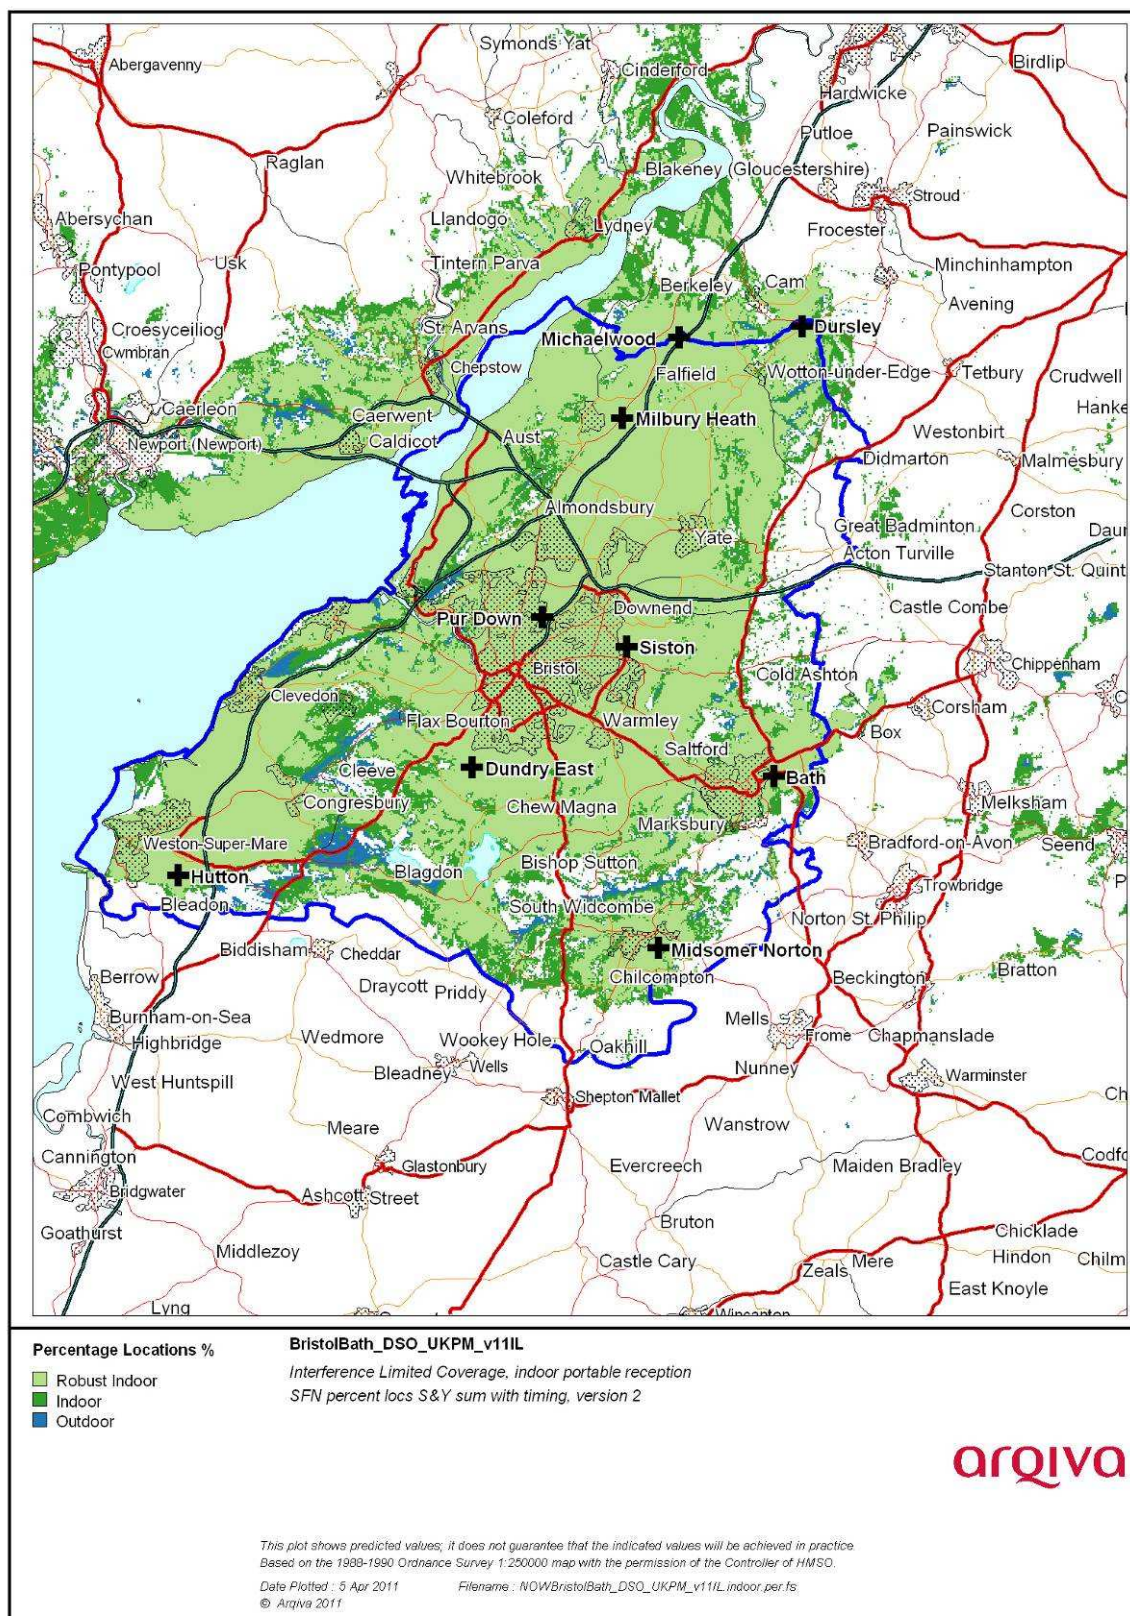 Symonds Yat
Abergavenny
Cinderford
Birdlip
Hardwicke
Coleford
Putloe
Painswick
Raglan
Whitebrook
Blakeney (Gloucestershire)
Stroud
Abersychan
Llandogo
Lydney
Frocester
Pontypool
Usk
Tintern Parva
Minchinhampton
Berkeley
Cam
Avening
Croesyceiliog
St. Arvans
Michaelwood
Dursley
Cwmbran
Chepstow
Falfield
Wotton-under-Edge
Tetbury
Crudwell
Caerleon
Caerwent
Milbury Heath
Hanke
Newport (Newport)
Caldicot
Aust
Westonbirt
Didmarton
Malmesbury
Almondsbury
Corston
Yate
Great Badminton
Daur
Acton Turville
Stanton St. Quint
Downend
Castle Combe
Pur Down
Siston
Bristol
Cold Ashton
Chippenham
Clevedon
Flax Bourton
Warmley
Corsham
Saltford
Box
Cleeve
Dundry East
Bath
Congresbury
Chew Magna
Melksham
Marksbury
Weston-Super-Mare
Bradford-on-Avon
Seend
Blagdon
Bishop Sutton
Hutton
Trowbridge
P
Bleadon
South Widcombe
Norton St. Philip
Biddisham
Cheddar
Midsomer Norton
Berrow
Draycott
Priddy
Chilcompton
Beckington
Bratton
Burnham-on-Sea
Mells
Highbridge
Wedmore
Wookey Hole
Oakhill
Frome
Chapmanslade
West Huntspill
Bleadney
Wells
Nunney
Warminster
Combwich
Shepton Mallet
Ch
Meare
Wanstrow
Cannington
Glastonbury
Evercreech
Maiden Bradley
Codfo
Bridgwater
Ashcott
Street
Goathurst
Bruton
Chicklade
Middlezoy
Castle Cary
Zeals
Mere
Hindon
Chilm
Lyng
East Knoyle
Wincanton
Percentage Locations %
Robust Indoor
Indoor
Outdoor
BristolBath_DSO_UKPM_v11IL
Interference Limited Coverage, indoor portable reception
SFN percent locs S&Y sum with timing, version 2
arqiva
This plot shows predicted values; it does not guarantee that the indicated values will be achieved in practice
Based on the 1988-1990 Ordnance Survey 1:250000 map with the permission of the Controller of HMSO.
Date Plotted : 5 Apr 2011 Filename : NOWBristolBath_DSO_UKPM_v11IL.indoor.per.fs
© Arqiva 2011